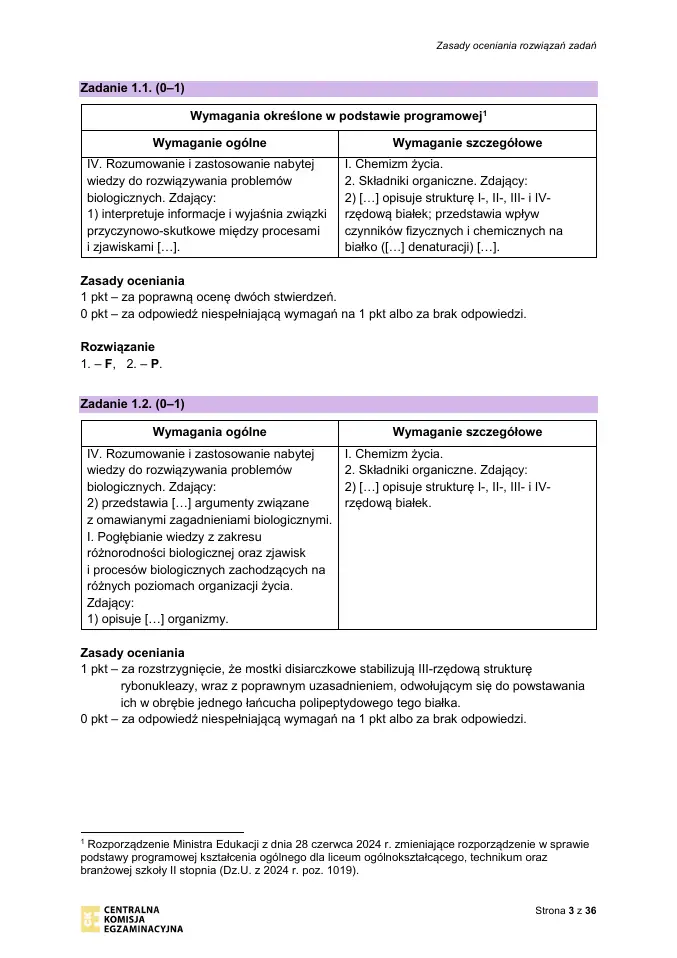 Zasady oceniania rozwiązań zadań
Zadanie 1.1. (0–1)
Wymagania określone w podstawie programowej¹
Wymaganie ogólne
Wymaganie szczegółowe
IV. Rozumowanie i zastosowanie nabytej
wiedzy do rozwiązywania problemów
biologicznych. Zdający:
1) interpretuje informacje i wyjaśnia związki
przyczynowo-skutkowe między procesami
i zjawiskami […].
I. Chemizm życia.
2. Składniki organiczne. Zdający:
2) […] opisuje strukturę I-, II-, III- i IV-
rzędową białek; przedstawia wpływ
czynników fizycznych i chemicznych na
białko ([…] denaturacji) […].
Zasady oceniania
1 pkt – za poprawną ocenę dwóch stwierdzeń.
0 pkt – za odpowiedź niespełniającą wymagań na 1 pkt albo za brak odpowiedzi.
Rozwiązanie
1. – F, 2. – P.
Zadanie 1.2. (0–1)
Wymagania ogólne
Wymaganie szczegółowe
IV. Rozumowanie i zastosowanie nabytej
wiedzy do rozwiązywania problemów
biologicznych. Zdający:
2) przedstawia […] argumenty związane
z omawianymi zagadnieniami biologicznymi.
I. Pogłębianie wiedzy z zakresu
różnorodności biologicznej oraz zjawisk
i procesów biologicznych zachodzących na
różnych poziomach organizacji życia.
Zdający:
1) opisuje […] organizmy.
I. Chemizm życia.
2. Składniki organiczne. Zdający:
2) […] opisuje strukturę I-, II-, III- i IV-
rzędową białek.
Zasady oceniania
1 pkt – za rozstrzygnięcie, że mostki disiarczkowe stabilizują III-rzędową strukturę
rybonukleazy, wraz z poprawnym uzasadnieniem, odwołującym się do powstawania
ich w obrębie jednego łańcucha polipeptydowego tego białka.
0 pkt – za odpowiedź niespełniającą wymagań na 1 pkt albo za brak odpowiedzi.
¹ Rozporządzenie Ministra Edukacji z dnia 28 czerwca 2024 r. zmieniające rozporządzenie w sprawie
podstawy programowej kształcenia ogólnego dla liceum ogólnokształcącego, technikum oraz
branżowej szkoły II stopnia (Dz.U. z 2024 r. poz. 1019).
CENTRALNA
KOMISJA
EGZAMINACYJNA
Strona 3 z 36